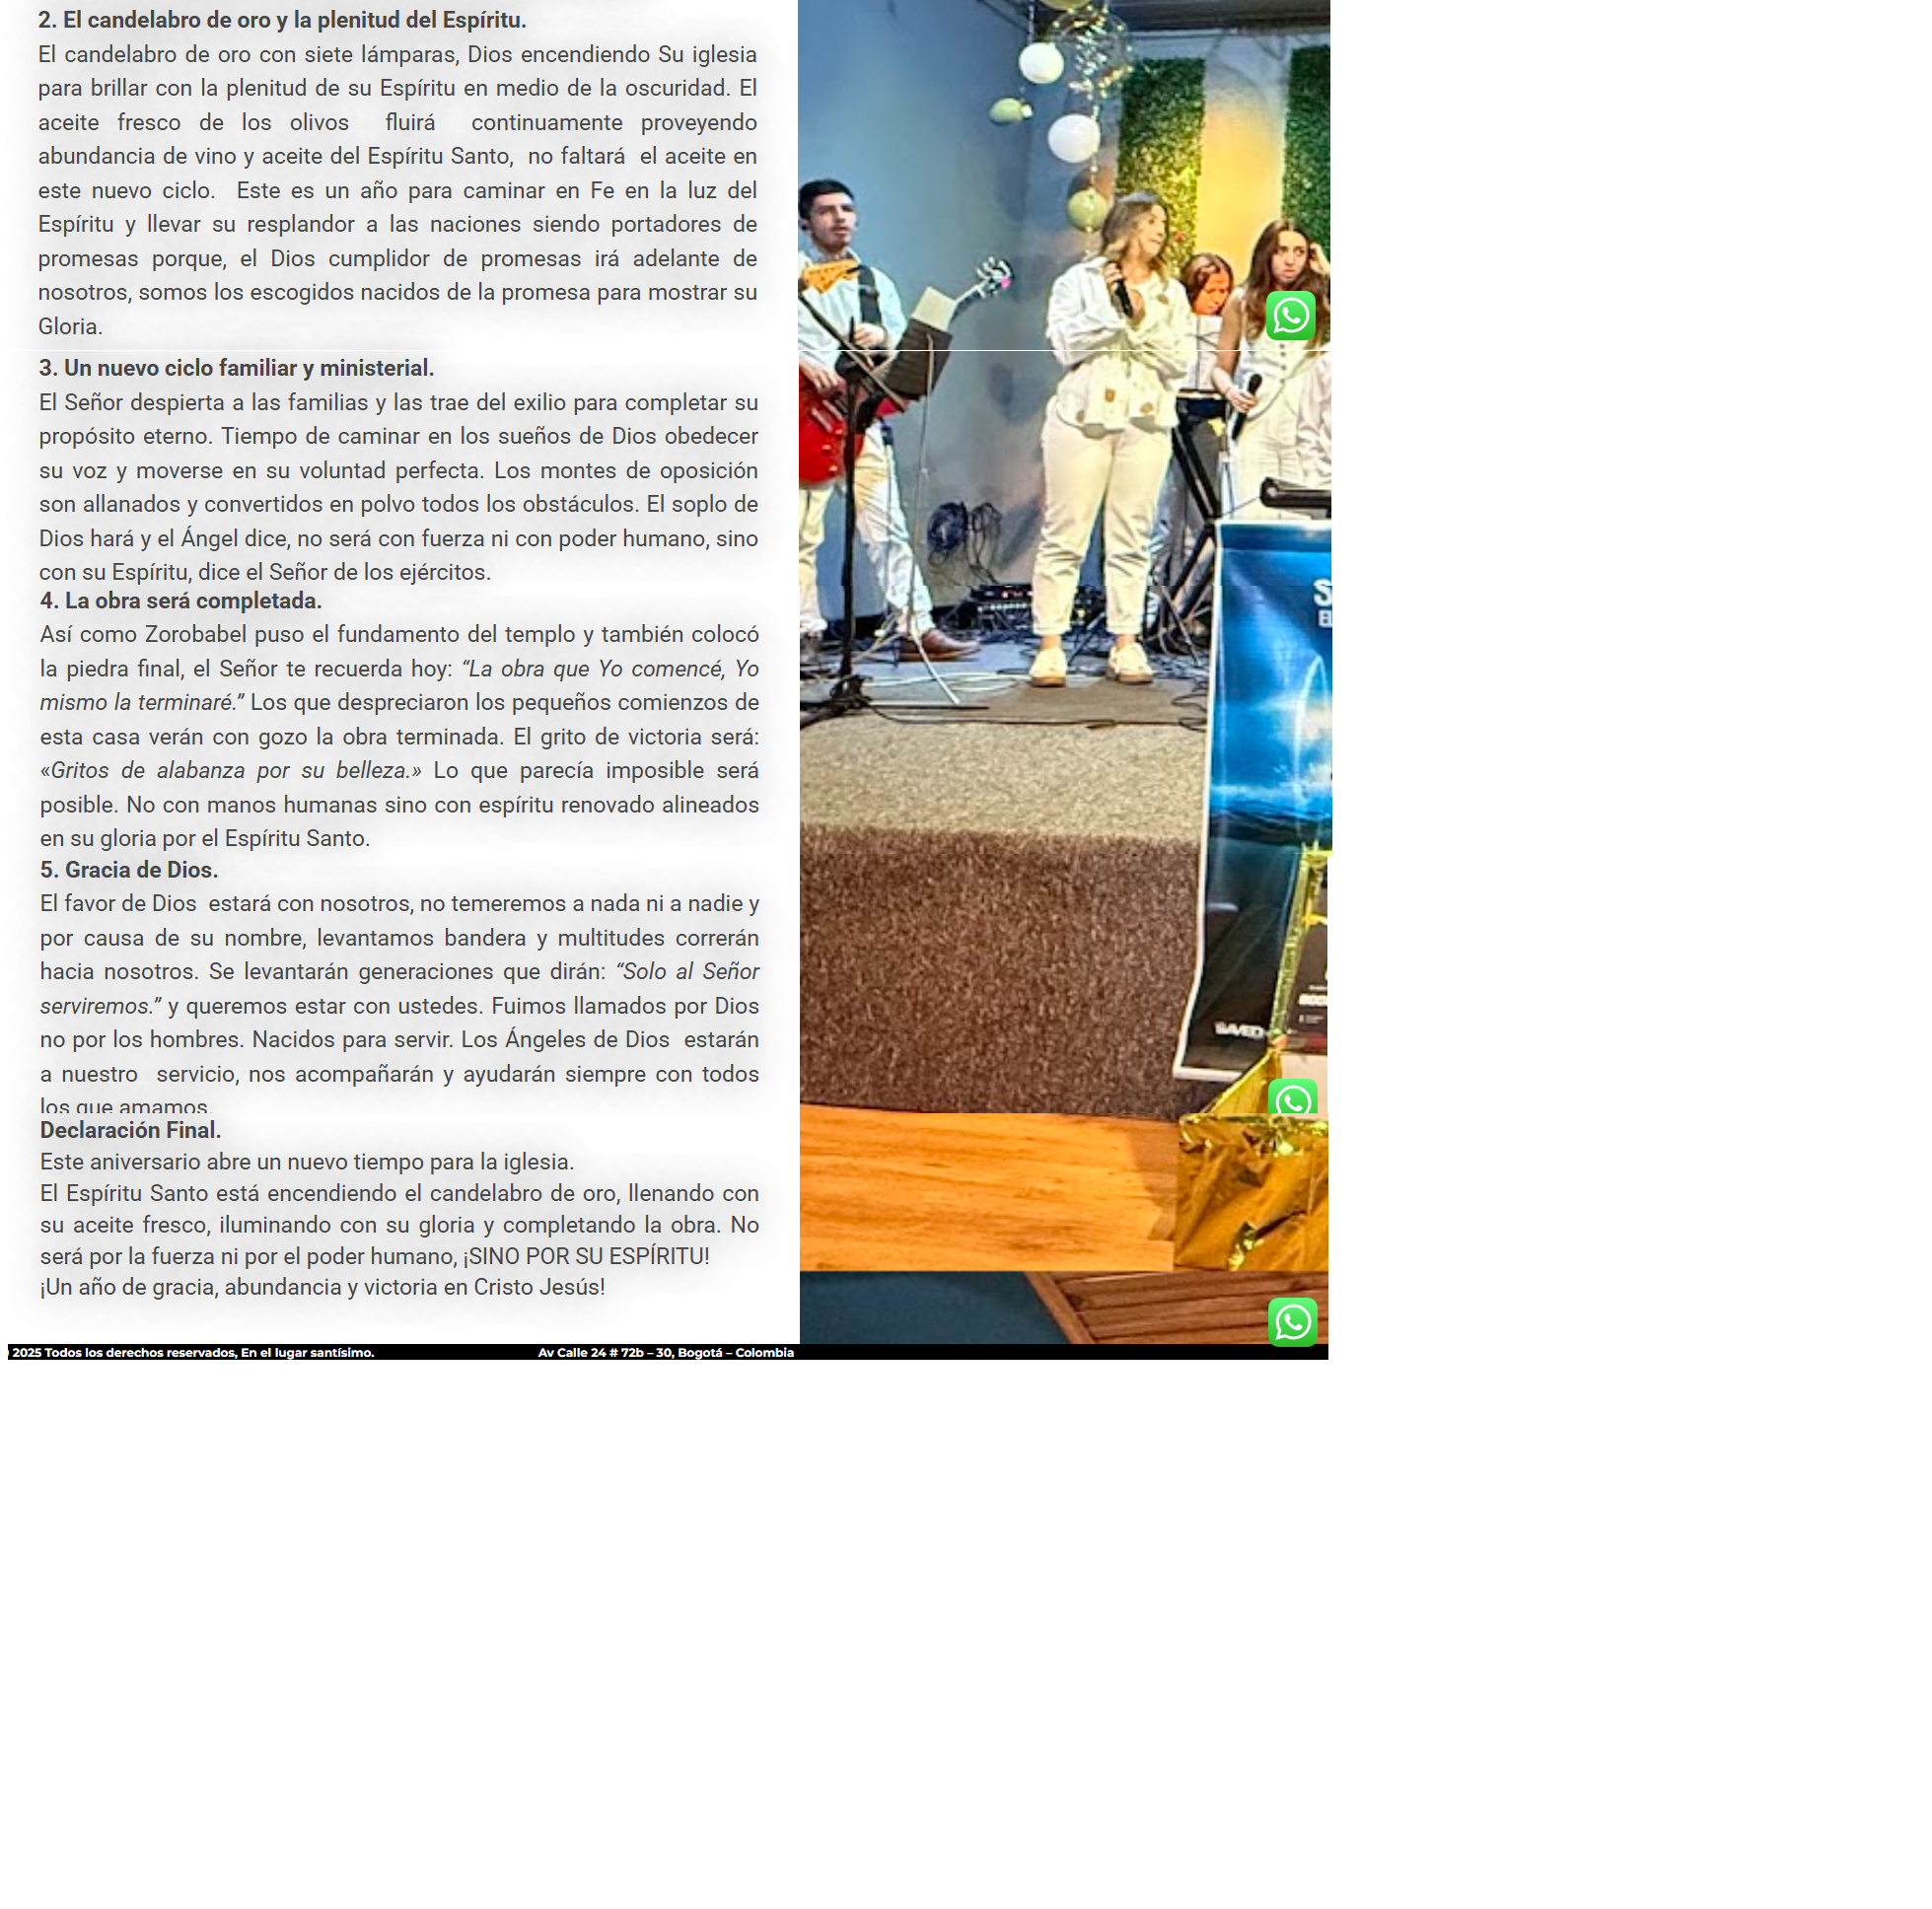 2. El candelabro de oro y la plenitud del Espíritu.
El candelabro de oro con siete lámparas, Dios encendiendo Su iglesia
para brillar con la plenitud de su Espíritu en medio de la oscuridad. El
aceite fresco de los olivos fluirá continuamente proveyendo
abundancia de vino y aceite del Espíritu Santo, no faltará el aceite en
este nuevo ciclo. Este es un año para caminar en Fe en la luz del
Espíritu y llevar su resplandor a las naciones siendo portadores de
promesas porque, el Dios cumplidor de promesas irá adelante de
nosotros, somos los escogidos nacidos de la promesa para mostrar su
Gloria.
3. Un nuevo ciclo familiar y ministerial.
El Señor despierta a las familias y las trae del exilio para completar su
propósito eterno. Tiempo de caminar en los sueños de Dios obedecer
su voz y moverse en su voluntad perfecta. Los montes de oposición
son allanados y convertidos en polvo todos los obstáculos. El soplo de
Dios hará y el Ángel dice, no será con fuerza ni con poder humano, sino
con su Espíritu, dice el Señor de los ejércitos.
4. La obra será completada.
Así como Zorobabel puso el fundamento del templo y también colocó
la piedra final, el Señor te recuerda hoy: “La obra que Yo comencé, Yo
mismo la terminaré.” Los que despreciaron los pequeños comienzos de
esta casa verán con gozo la obra terminada. El grito de victoria será:
«Gritos de alabanza por su belleza.» Lo que parecía imposible será
posible. No con manos humanas sino con espíritu renovado alineados
en su gloria por el Espíritu Santo.
5. Gracia de Dios.
El favor de Dios estará con nosotros, no temeremos a nada ni a nadie y
por causa de su nombre, levantamos bandera y multitudes correrán
hacia nosotros. Se levantarán generaciones que dirán: “Solo al Señor
serviremos.” y queremos estar con ustedes. Fuimos llamados por Dios
no por los hombres. Nacidos para servir. Los Ángeles de Dios estarán
a nuestro servicio, nos acompañarán y ayudarán siempre con todos
los que amamos.
Declaración Final.
Este aniversario abre un nuevo tiempo para la iglesia.
El Espíritu Santo está encendiendo el candelabro de oro, llenando con
su aceite fresco, iluminando con su gloria y completando la obra. No
será por la fuerza ni por el poder humano, ¡SINO POR SU ESPÍRITU!
¡Un año de gracia, abundancia y victoria en Cristo Jesús!
SAVED
2025 Todos los derechos reservados, En el lugar santísimo.
Av Calle 24 # 72b – 30, Bogotá – Colombia